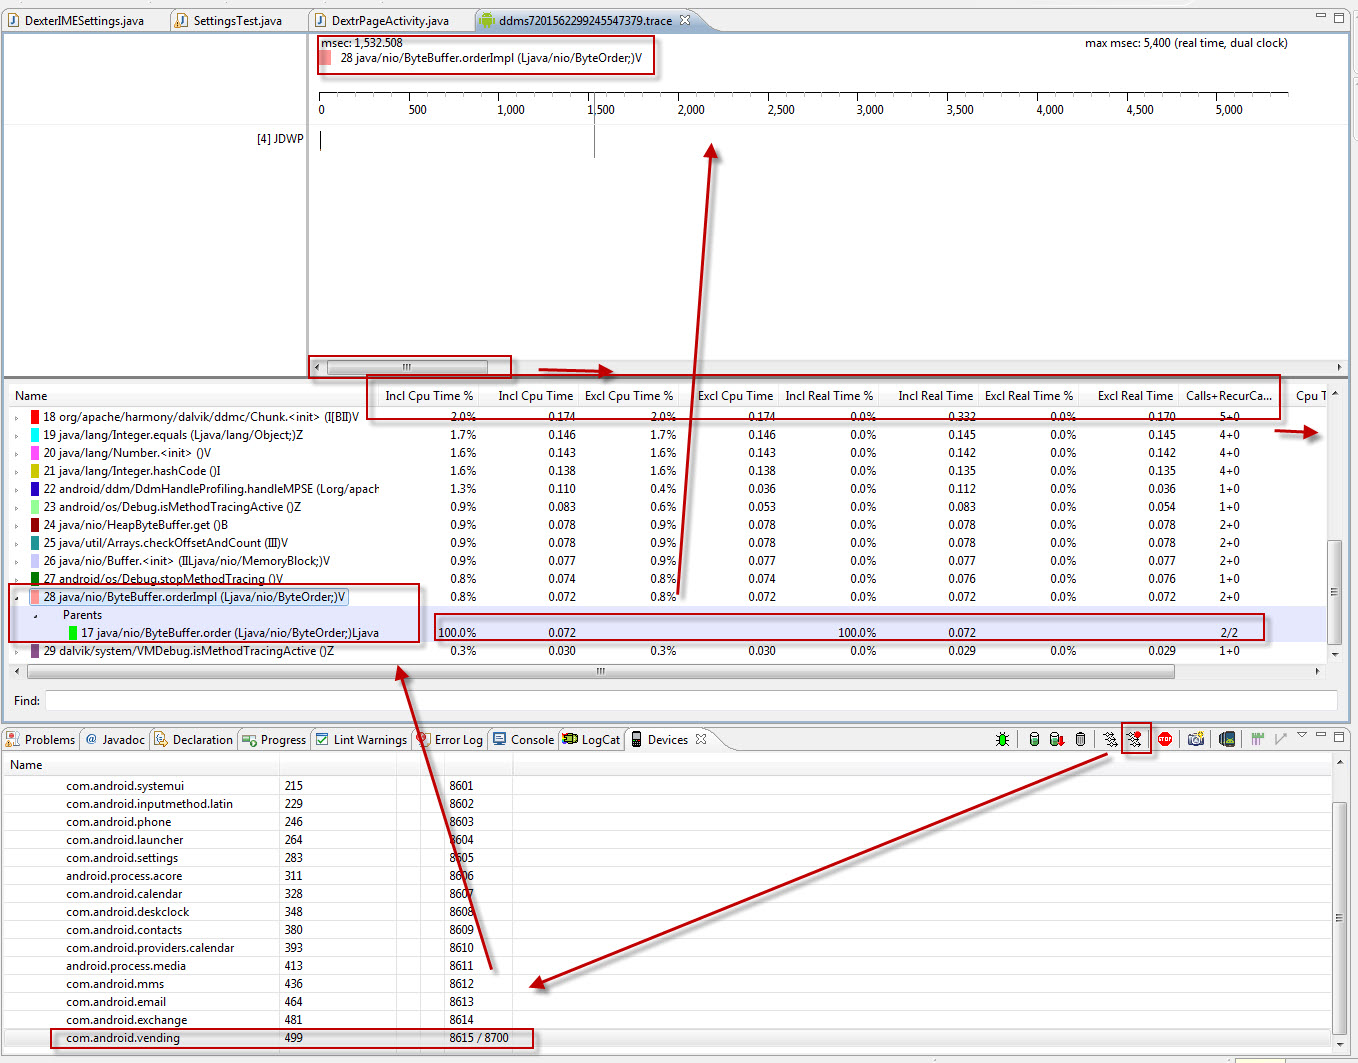 DexterIMESettings.java SettingsTest.java DextrPageActivity.java ddms7201562299245547379.trace
msec: 1,532.508 max msec: 5,400 (real time, dual clock)
28 java/nio/ByteBuffer.orderImpl (Ljava/nio/ByteOrder;)V
0 500 1,000 1,500 2,000 2,500 3,000 3,500 4,000 4,500 5,000
[4] JDWP
Name Incl Cpu Time % Incl Cpu Time Excl Cpu Time % Excl Cpu Time Incl Real Time % Incl Real Time Excl Real Time % Excl Real Time Calls+RecurCa... Cpu T
18 org/apache/harmony/dalvik/ddmc/Chunk.<init> (I[BII)V 2.0% 0.174 2.0% 0.174 0.0% 0.332 0.0% 0.170 5+0
19 java/lang/Integer.equals (Ljava/lang/Object;)Z 1.7% 0.146 1.7% 0.146 0.0% 0.145 0.0% 0.145 4+0
20 java/lang/Number.<init> ()V 1.6% 0.143 1.6% 0.143 0.0% 0.142 0.0% 0.142 4+0
21 java/lang/Integer.hashCode ()I 1.6% 0.138 1.6% 0.138 0.0% 0.135 0.0% 0.135 4+0
22 android/ddm/DdmHandleProfiling.handleMPSE (Lorg/apach 1.3% 0.110 0.4% 0.036 0.0% 0.112 0.0% 0.036 1+0
23 android/os/Debug.isMethodTracingActive ()Z 0.9% 0.083 0.6% 0.053 0.0% 0.083 0.0% 0.054 1+0
24 java/nio/HeapByteBuffer.get ()B 0.9% 0.078 0.9% 0.078 0.0% 0.078 0.0% 0.078 2+0
25 java/util/Arrays.checkOffsetAndCount (III)V 0.9% 0.078 0.9% 0.078 0.0% 0.078 0.0% 0.078 2+0
26 java/nio/Buffer.<init> (IILjava/nio/MemoryBlock;)V 0.9% 0.077 0.9% 0.077 0.0% 0.077 0.0% 0.077 2+0
27 android/os/Debug.stopMethodTracing ()V 0.8% 0.074 0.8% 0.074 0.0% 0.076 0.0% 0.076 1+0
28 java/nio/ByteBuffer.orderImpl (Ljava/nio/ByteOrder;)V 0.8% 0.072 0.8% 0.072 0.0% 0.072 0.0% 0.072 2+0
Parents
17 java/nio/ByteBuffer.order (Ljava/nio/ByteOrder;)Ljava 100.0% 0.072 100.0% 0.072 2/2
29 dalvik/system/VMDebug.isMethodTracingActive ()Z 0.3% 0.030 0.3% 0.030 0.0% 0.029 0.0% 0.029 1+0
Find:
Problems Javadoc Declaration Progress Lint Warnings Error Log Console LogCat Devices STOP
Name
com.android.systemui 215 8601
com.android.inputmethod.latin 229 8602
com.android.phone 246 8603
com.android.launcher 264 8604
com.android.settings 283 8605
android.process.acore 311 8606
com.android.calendar 328 8607
com.android.deskclock 348 8608
com.android.contacts 380 8609
com.android.providers.calendar 393 8610
android.process.media 413 8611
com.android.mms 436 8612
com.android.email 464 8613
com.android.exchange 481 8614
com.android.vending 499 8615 / 8700